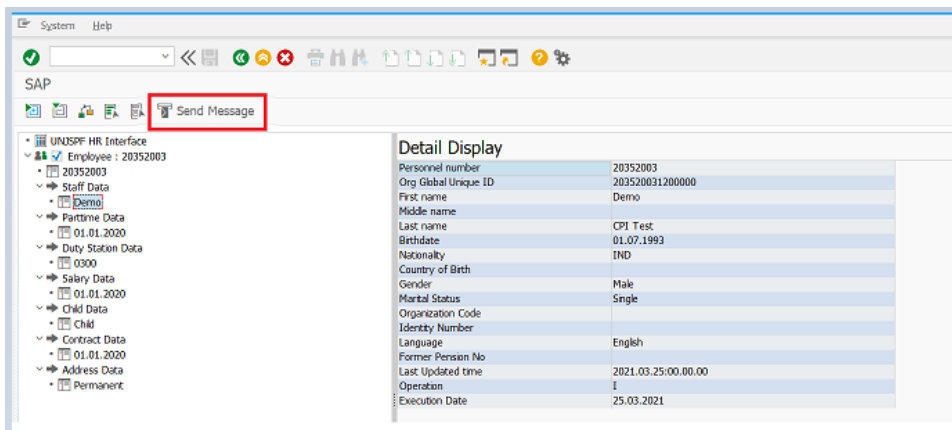 System Help
SAP
Send Message
UNJSPF HR Interface
Employee : 20352003
20352003
Staff Data
Demo
Parttime Data
01.01.2020
Duty Station Data
0300
Salary Data
01.01.2020
Child Data
Child
Contract Data
01.01.2020
Address Data
Permanent
Detail Display
Personnel number 20352003
Org Global Unique ID 203520031200000
First name Demo
Middle name
Last name CPI Test
Birthdate 01.07.1993
Nationality IND
Country of Birth
Gender Male
Marital Status Single
Organization Code
Identity Number
Language English
Former Pension No
Last Updated time 2021.03.25:00.00.00
Operation I
Execution Date 25.03.2021